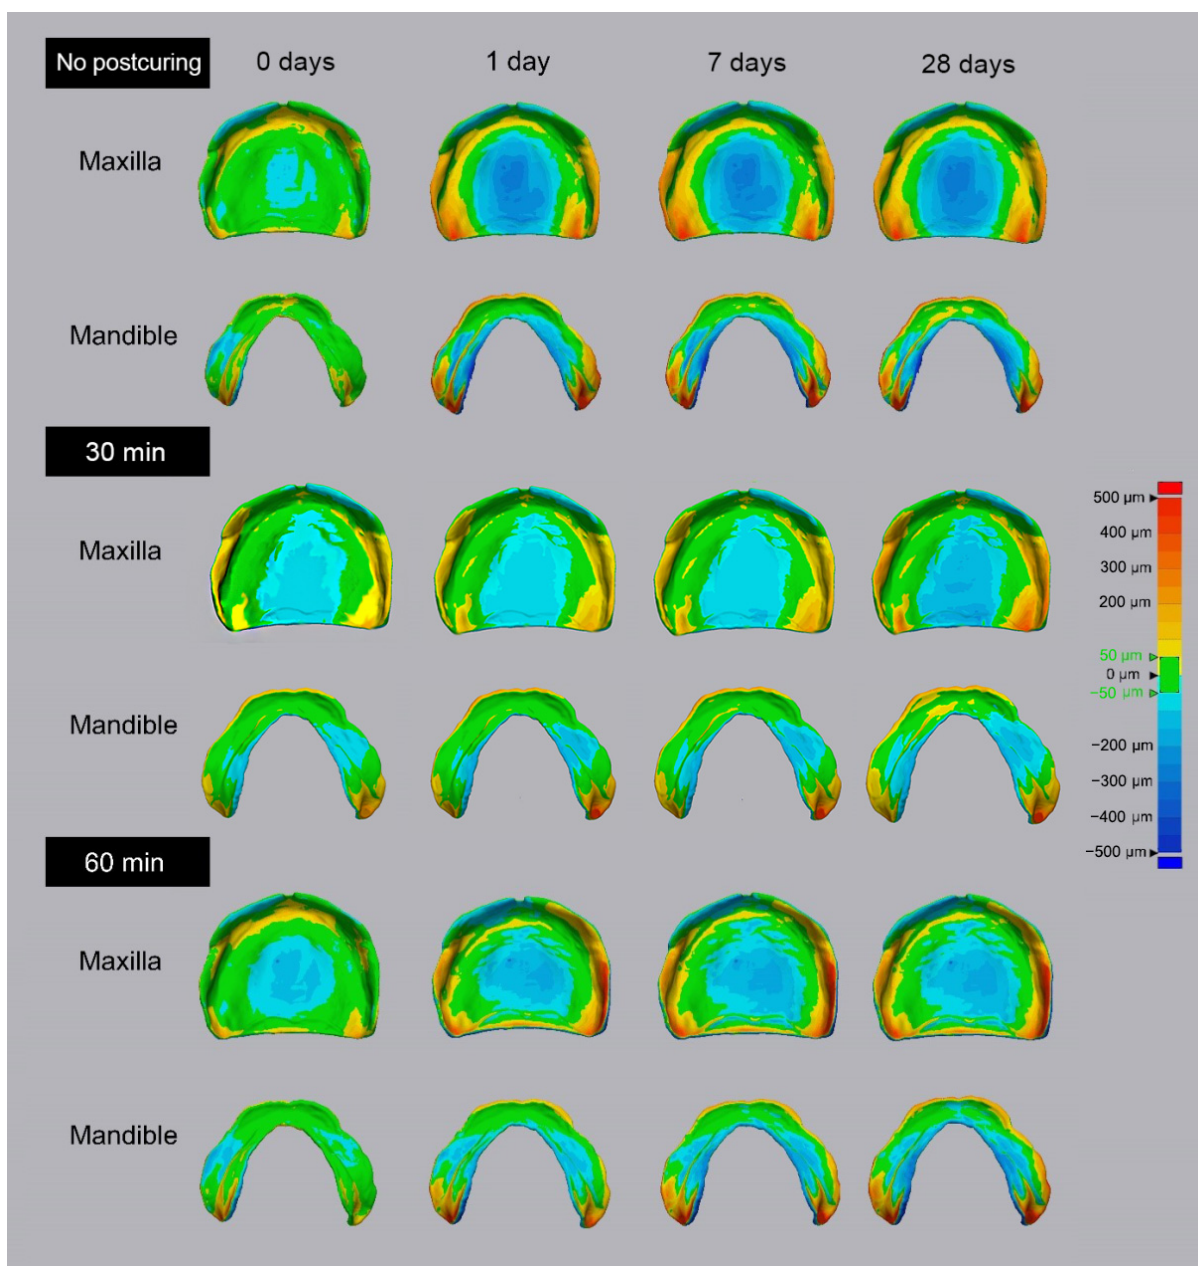 No postcuring 0 days 1 day 7 days 28 days
Maxilla
Mandible
30 min
Maxilla
Mandible
60 min
Maxilla
Mandible
500 µm
400 µm
300 µm
200 µm
50 µm
0 µm
−50 µm
−200 µm
−300 µm
−400 µm
−500 µm